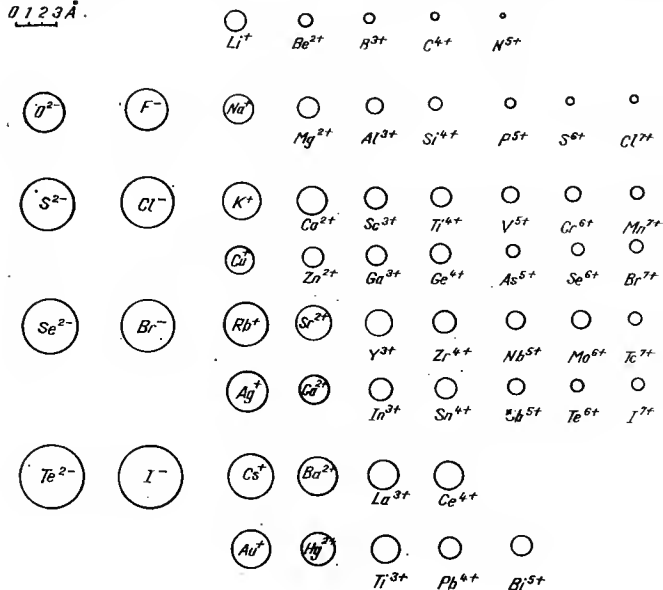 0 1 2 3 Å.
Li⁺ Be²⁺ B³⁺ C⁴⁺ N⁵⁺
O²⁻ F⁻ Na⁺
Mg²⁺ Al³⁺ Si⁴⁺ P⁵⁺ S⁶⁺ Cl⁷⁺
S²⁻ Cl⁻ K⁺
Ca²⁺ Sc³⁺ Ti⁴⁺ V⁵⁺ Cr⁶⁺ Mn⁷⁺
Cu⁺
Zn²⁺ Ga³⁺ Ge⁴⁺ As⁵⁺ Se⁶⁺ Br⁷⁺
Se²⁻ Br⁻ Rb⁺ Sr²⁺
Y³⁺ Zr⁴⁺ Nb⁵⁺ Mo⁶⁺ Tc⁷⁺
Ag⁺
In³⁺ Sn⁴⁺ Sb⁵⁺ Te⁶⁺ I⁷⁺
Te²⁻ I⁻ Cs⁺ Ba²⁺
La³⁺ Ce⁴⁺
Au⁺ Hg²⁺
Ti³⁺ Pb⁴⁺ Bi⁵⁺